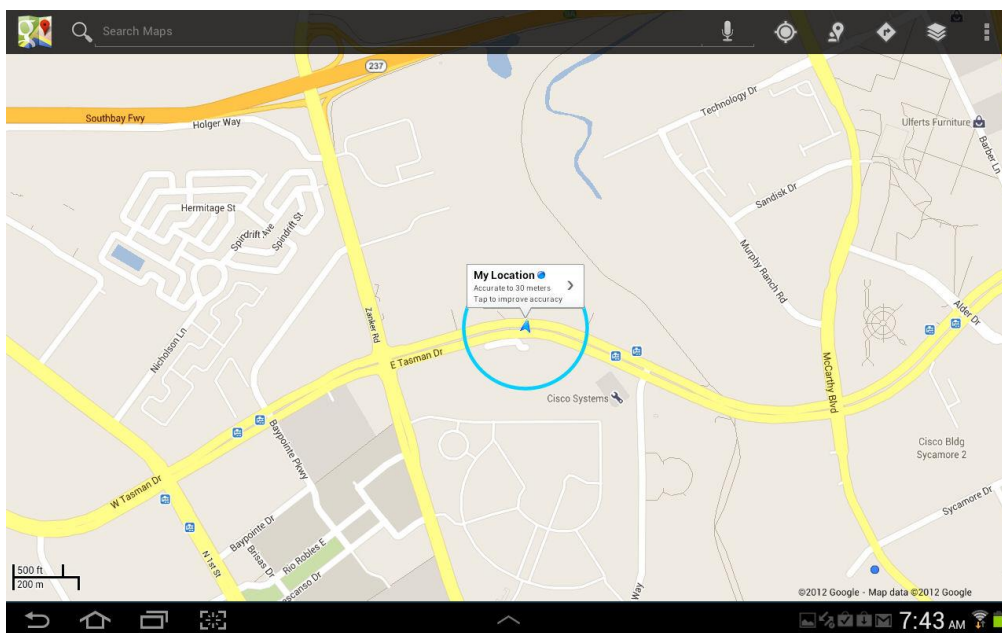 Search Maps
237
Southbay Fwy
Holger Way
Technology Dr
Ulferts Furniture
Barber Ln
Hermitage St
Spindrift Ave
Spindrift St
Sandisk Dr
Murphy Ranch Rd
My Location
Accurate to 30 meters
Tap to improve accuracy
Zanker Rd
Nicholson Ln
E Tasman Dr
Alder Dr
McCarthy Blvd
Cisco Systems
Baypointe Pkwy
Cisco Bldg
Sycamore 2
W Tasman Dr
Sycamore Dr
Baypointe Dr
N 1st St
Brisas Dr
Rio Robles E
scanso Dr
Way
500 ft
200 m
©2012 Google - Map data ©2012 Google
7:43 AM